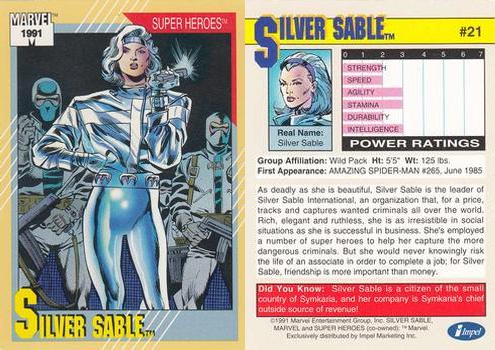 MARVEL
1991
SUPER HEROES™
SILVER SABLE™
SILVER SABLE™
#21
0 1 2 3 4 5 6 7
STRENGTH
SPEED
AGILITY
STAMINA
DURABILITY
INTELLIGENCE
Real Name:
Silver Sable
POWER RATINGS
Group Affiliation: Wild Pack Ht: 5'5" Wt: 125 lbs.
First Appearance: AMAZING SPIDER-MAN #265, June 1985
As deadly as she is beautiful, Silver Sable is the leader of
Silver Sable International, an organization that, for a price,
tracks and captures wanted criminals all over the world.
Rich, elegant and ruthless, she is as irresistible in social
situations as she is successful in business. She's employed
a number of super heroes to help her capture the more
dangerous criminals. But she would never knowingly risk
the life of an associate in order to complete a job; for Silver
Sable, friendship is more important than money.
Did You Know: Silver Sable is a citizen of the small
country of Symkaria, and her company is Symkaria's chief
outside source of revenue!
©1991 Marvel Entertainment Group, Inc. SILVER SABLE,
MARVEL and SUPER HEROES (co-owned): ™ Marvel.
Exclusively distributed by Impel Marketing Inc.
Impel